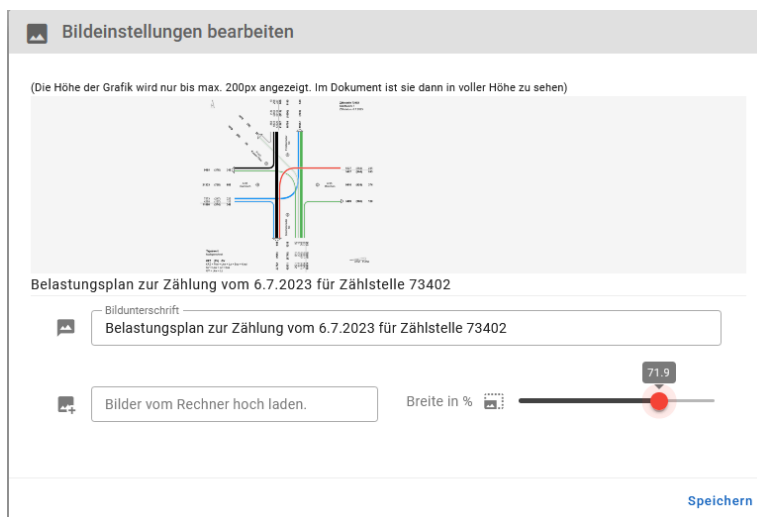 Bildeinstellungen bearbeiten
(Die Höhe der Grafik wird nur bis max. 200px angezeigt. Im Dokument ist sie dann in voller Höhe zu sehen)
Belastungsplan zur Zählung vom 6.7.2023 für Zählstelle 73402
Bildunterschrift
Belastungsplan zur Zählung vom 6.7.2023 für Zählstelle 73402
71.9
Bilder vom Rechner hoch laden.
Breite in %
Speichern